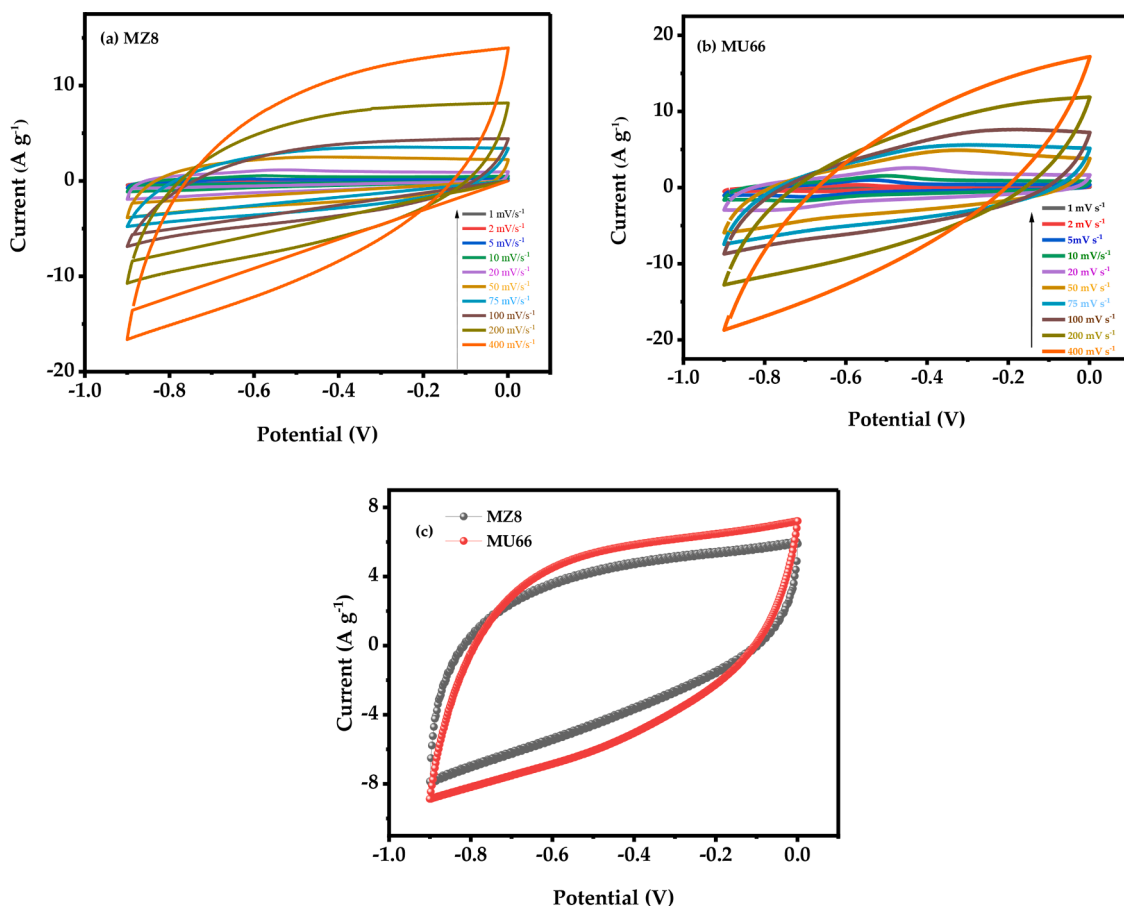 (a) MZ8
Current (A g⁻¹)
10
0
-10
-20
-1.0 -0.8 -0.6 -0.4 -0.2 0.0
Potential (V)
1 mV/s⁻¹
2 mV/s⁻¹
5 mV/s⁻¹
10 mV/s⁻¹
20 mV/s⁻¹
50 mV/s⁻¹
75 mV/s⁻¹
100 mV/s⁻¹
200 mV/s⁻¹
400 mV/s⁻¹
(b) MU66
Current (A g⁻¹)
20
10
0
-10
-20
-1.0 -0.8 -0.6 -0.4 -0.2 0.0
Potential (V)
1 mV s⁻¹
2 mV s⁻¹
5mV s⁻¹
10 mV s⁻¹
20 mV s⁻¹
50 mV s⁻¹
75 mV s⁻¹
100 mV s⁻¹
200 mV s⁻¹
400 mV s⁻¹
(c)
MZ8
MU66
Current (A g⁻¹)
8
4
0
-4
-8
-1.0 -0.8 -0.6 -0.4 -0.2 0.0
Potential (V)